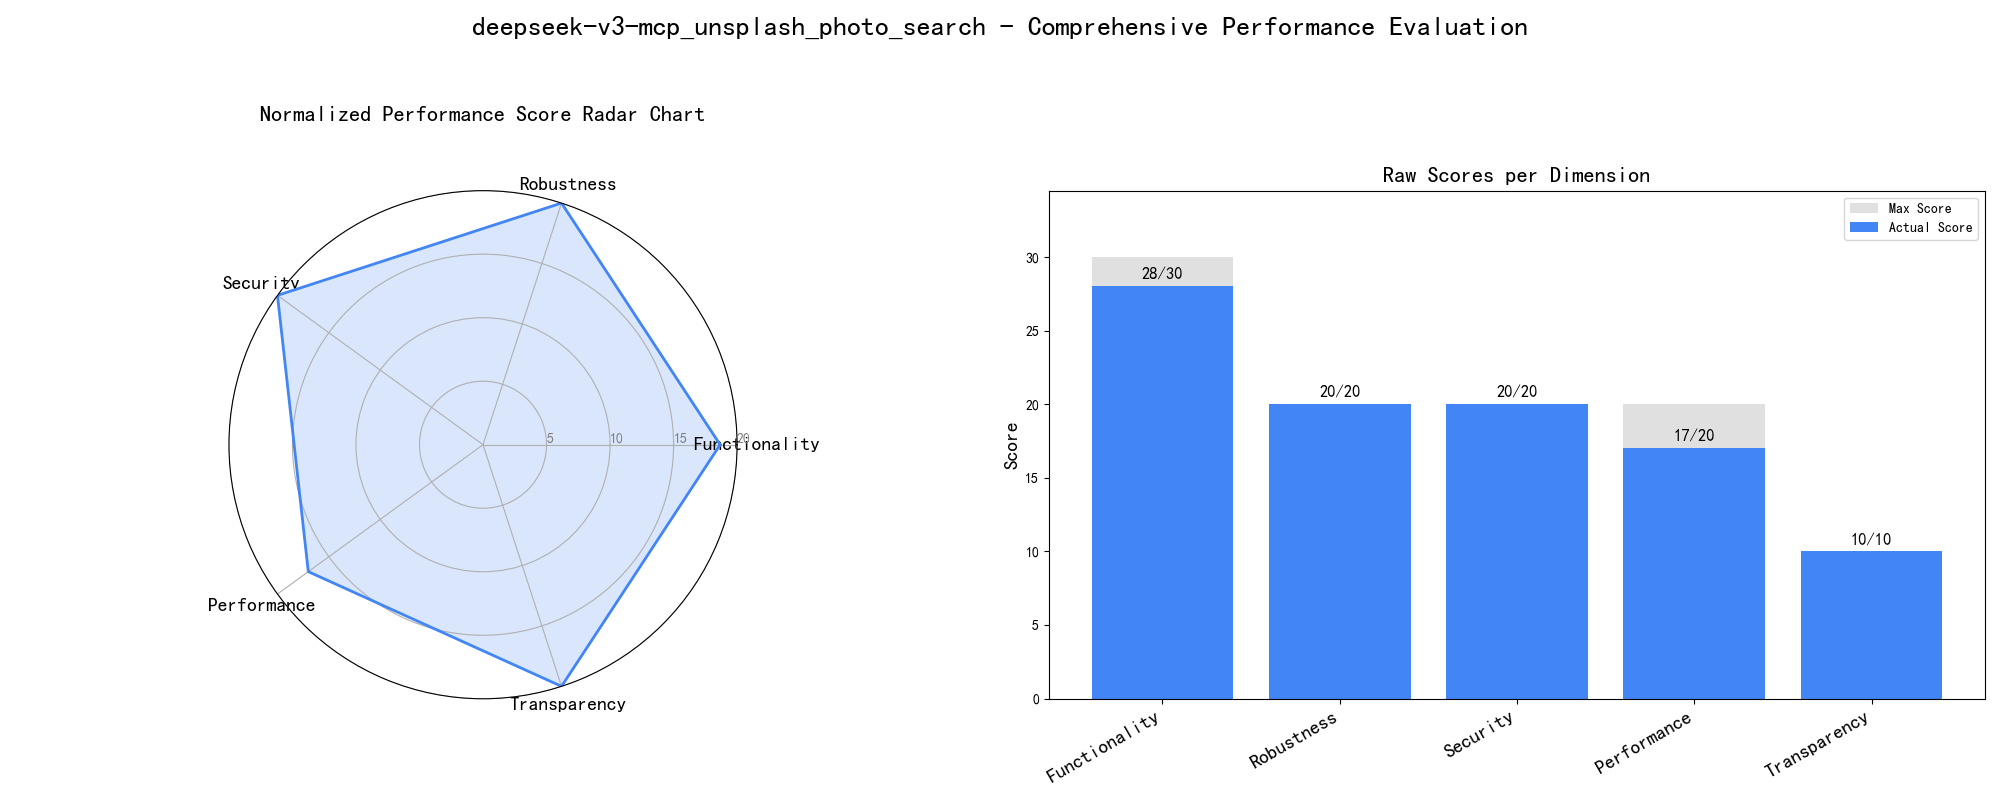 deepseek-v3-mcp_unsplash_photo_search - Comprehensive Performance Evaluation
Normalized Performance Score Radar Chart
Robustness
Security
Functionality
5
10
15
20
Performance
Transparency
Raw Scores per Dimension
Max Score
Actual Score
Score
30
25
20
15
10
5
0
28/30
20/20
20/20
17/20
10/10
Functionality
Robustness
Security
Performance
Transparency